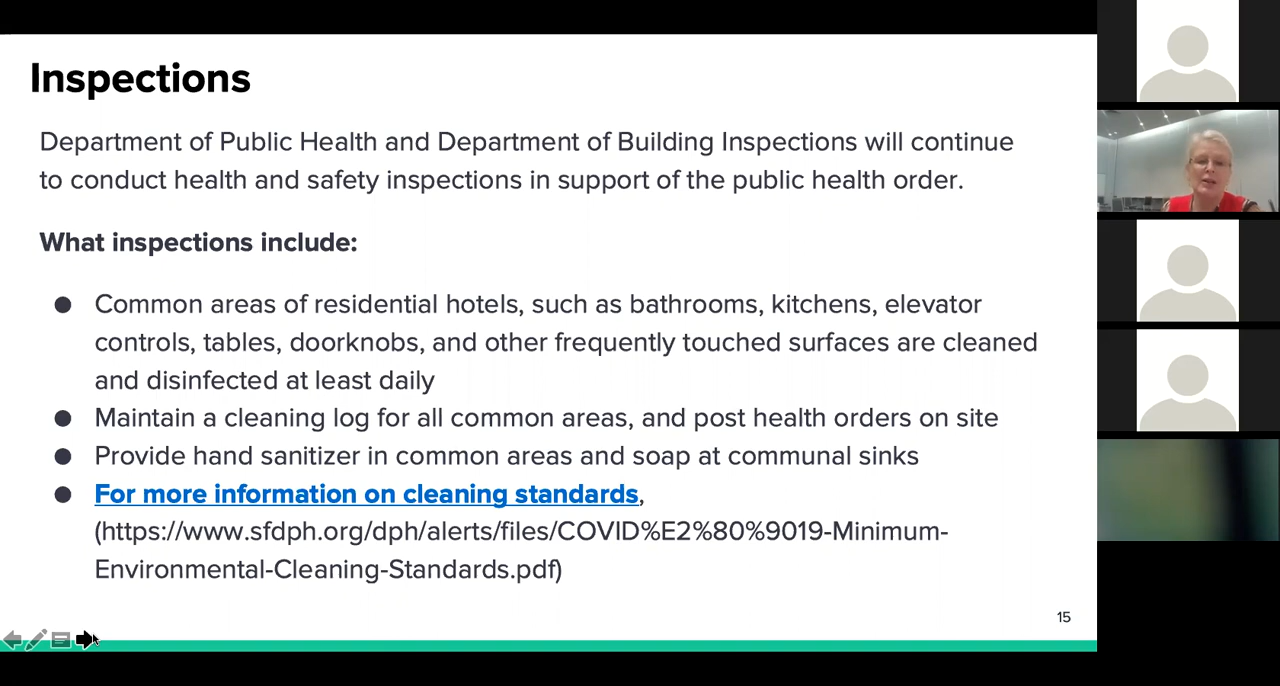 Inspections
Department of Public Health and Department of Building Inspections will continue
to conduct health and safety inspections in support of the public health order.
What inspections include:
● Common areas of residential hotels, such as bathrooms, kitchens, elevator
controls, tables, doorknobs, and other frequently touched surfaces are cleaned
and disinfected at least daily
● Maintain a cleaning log for all common areas, and post health orders on site
● Provide hand sanitizer in common areas and soap at communal sinks
● For more information on cleaning standards,
(https://www.sfdph.org/dph/alerts/files/COVID%E2%80%9019-Minimum-
Environmental-Cleaning-Standards.pdf)
15